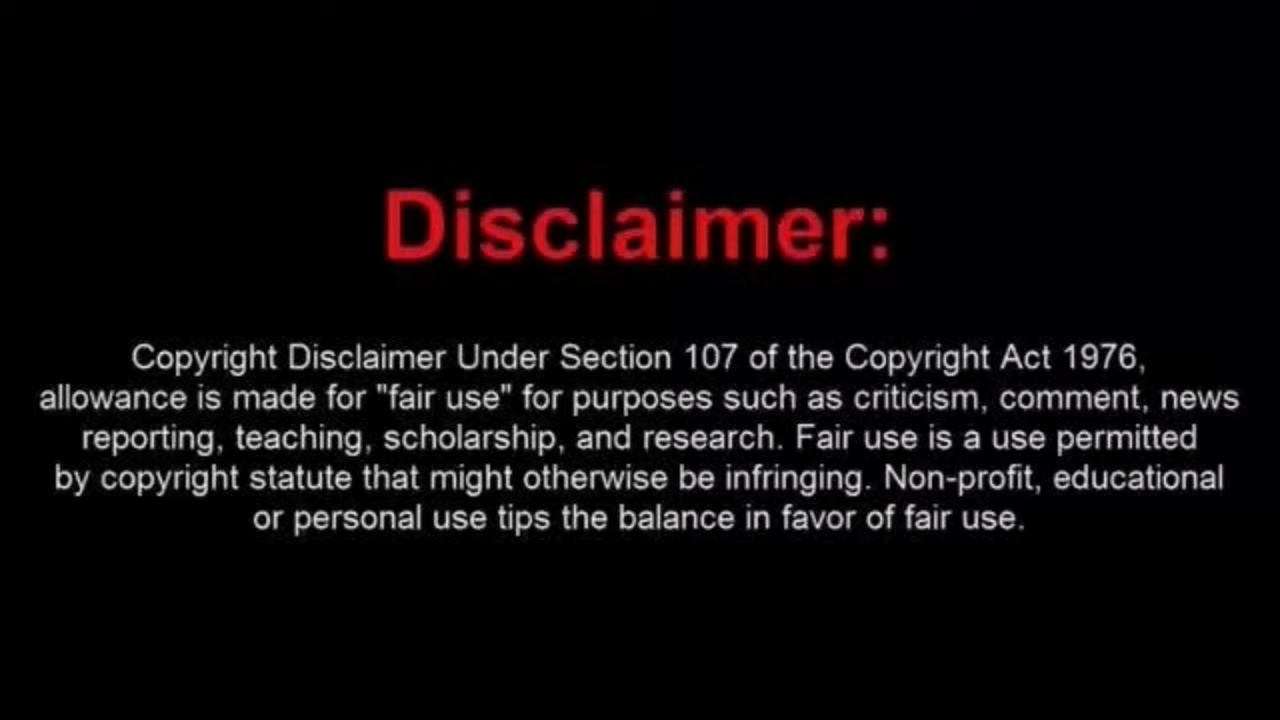 Disclaimer:
Copyright Disclaimer Under Section 107 of the Copyright Act 1976,
allowance is made for "fair use" for purposes such as criticism, comment, news
reporting, teaching, scholarship, and research. Fair use is a use permitted
by copyright statute that might otherwise be infringing. Non-profit, educational
or personal use tips the balance in favor of fair use.